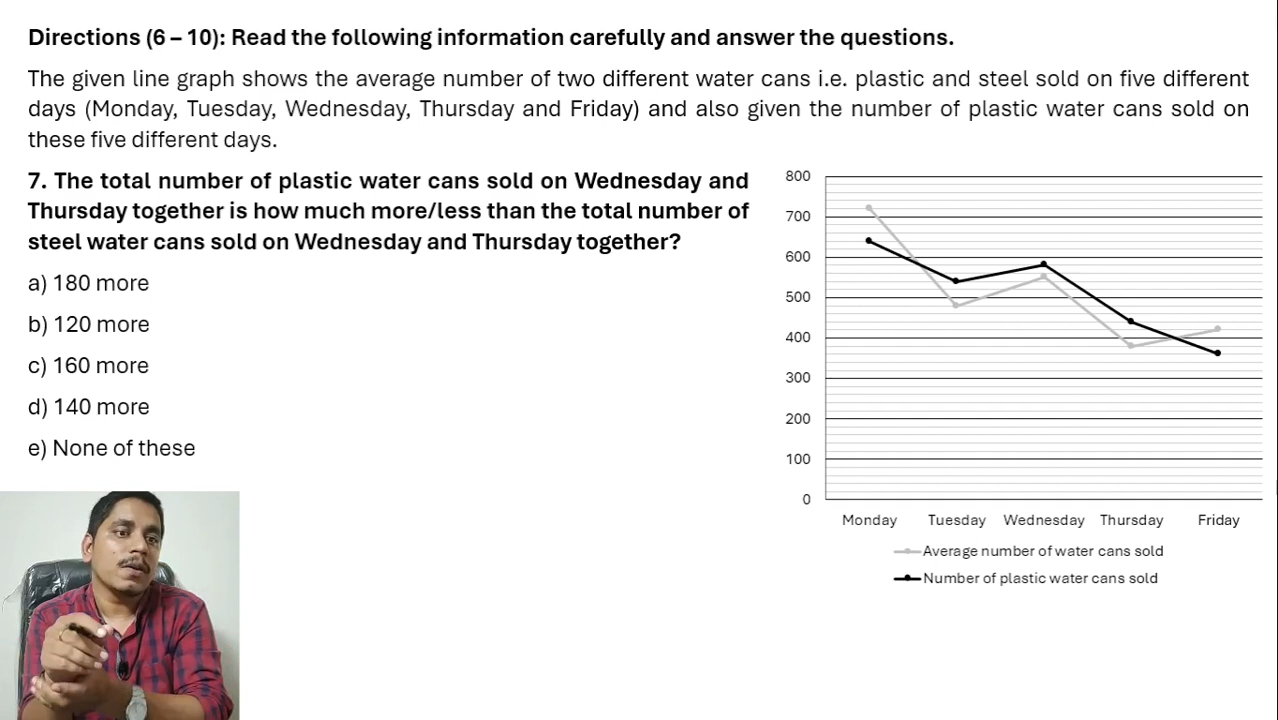 Directions (6 – 10): Read the following information carefully and answer the questions.
The given line graph shows the average number of two different water cans i.e. plastic and steel sold on five different
days (Monday, Tuesday, Wednesday, Thursday and Friday) and also given the number of plastic water cans sold on
these five different days.
7. The total number of plastic water cans sold on Wednesday and
Thursday together is how much more/less than the total number of
steel water cans sold on Wednesday and Thursday together?
a) 180 more
b) 120 more
c) 160 more
d) 140 more
e) None of these
800
700
600
500
400
300
200
100
0
Monday Tuesday Wednesday Thursday Friday
Average number of water cans sold
Number of plastic water cans sold